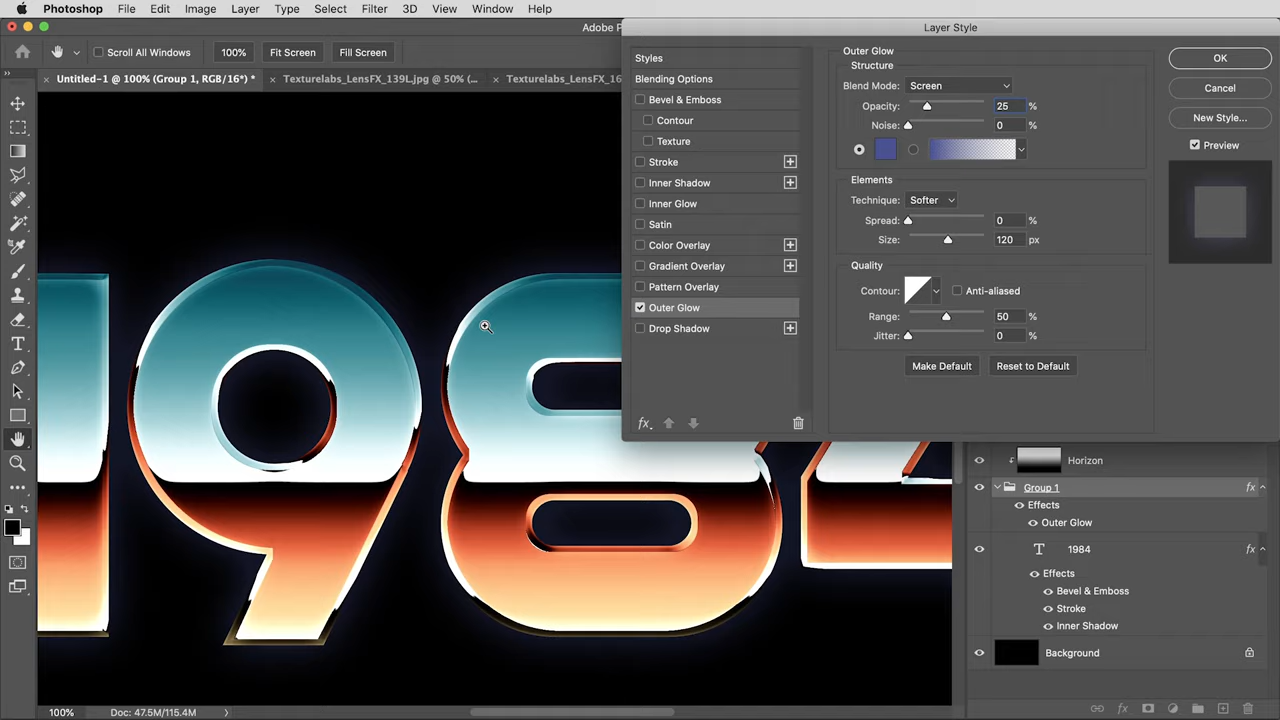 Photoshop File Edit Image Layer Type Select Filter 3D View Window Help
Adobe P
Layer Style
Scroll All Windows 100% Fit Screen Fill Screen
Untitled-1 @ 100% (Group 1, RGB/16*) * Texturelabs_LensFX_139L.jpg @ 50% (... Texturelabs_LensFX_16
Styles
Blending Options
Bevel & Emboss
Contour
Texture
Stroke
Inner Shadow
Inner Glow
Satin
Color Overlay
Gradient Overlay
Pattern Overlay
Outer Glow
Drop Shadow
fx.
Outer Glow
Structure
Blend Mode: Screen
Opacity: 25 %
Noise: 0 %
Elements
Technique: Softer
Spread: 0 %
Size: 120 px
Quality
Contour: Anti-aliased
Range: 50 %
Jitter: 0 %
Make Default Reset to Default
OK
Cancel
New Style...
Preview
1984
Horizon
Group 1 fx
Effects
Outer Glow
T 1984 fx
Effects
Bevel & Emboss
Stroke
Inner Shadow
Background
fx
100% Doc: 47.5M/115.4M